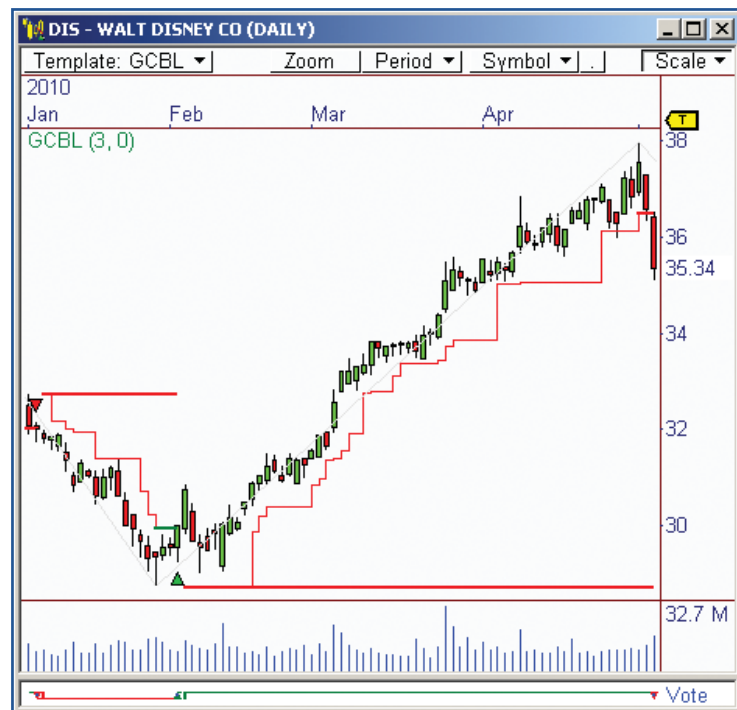 DIS - WALT DISNEY CO (DAILY)
Template: GCBL Zoom Period Symbol . Scale
2010
Jan Feb Mar Apr
T
GCBL (3, 0)
38
36
35.34
34
32
30
32.7 M
Vote